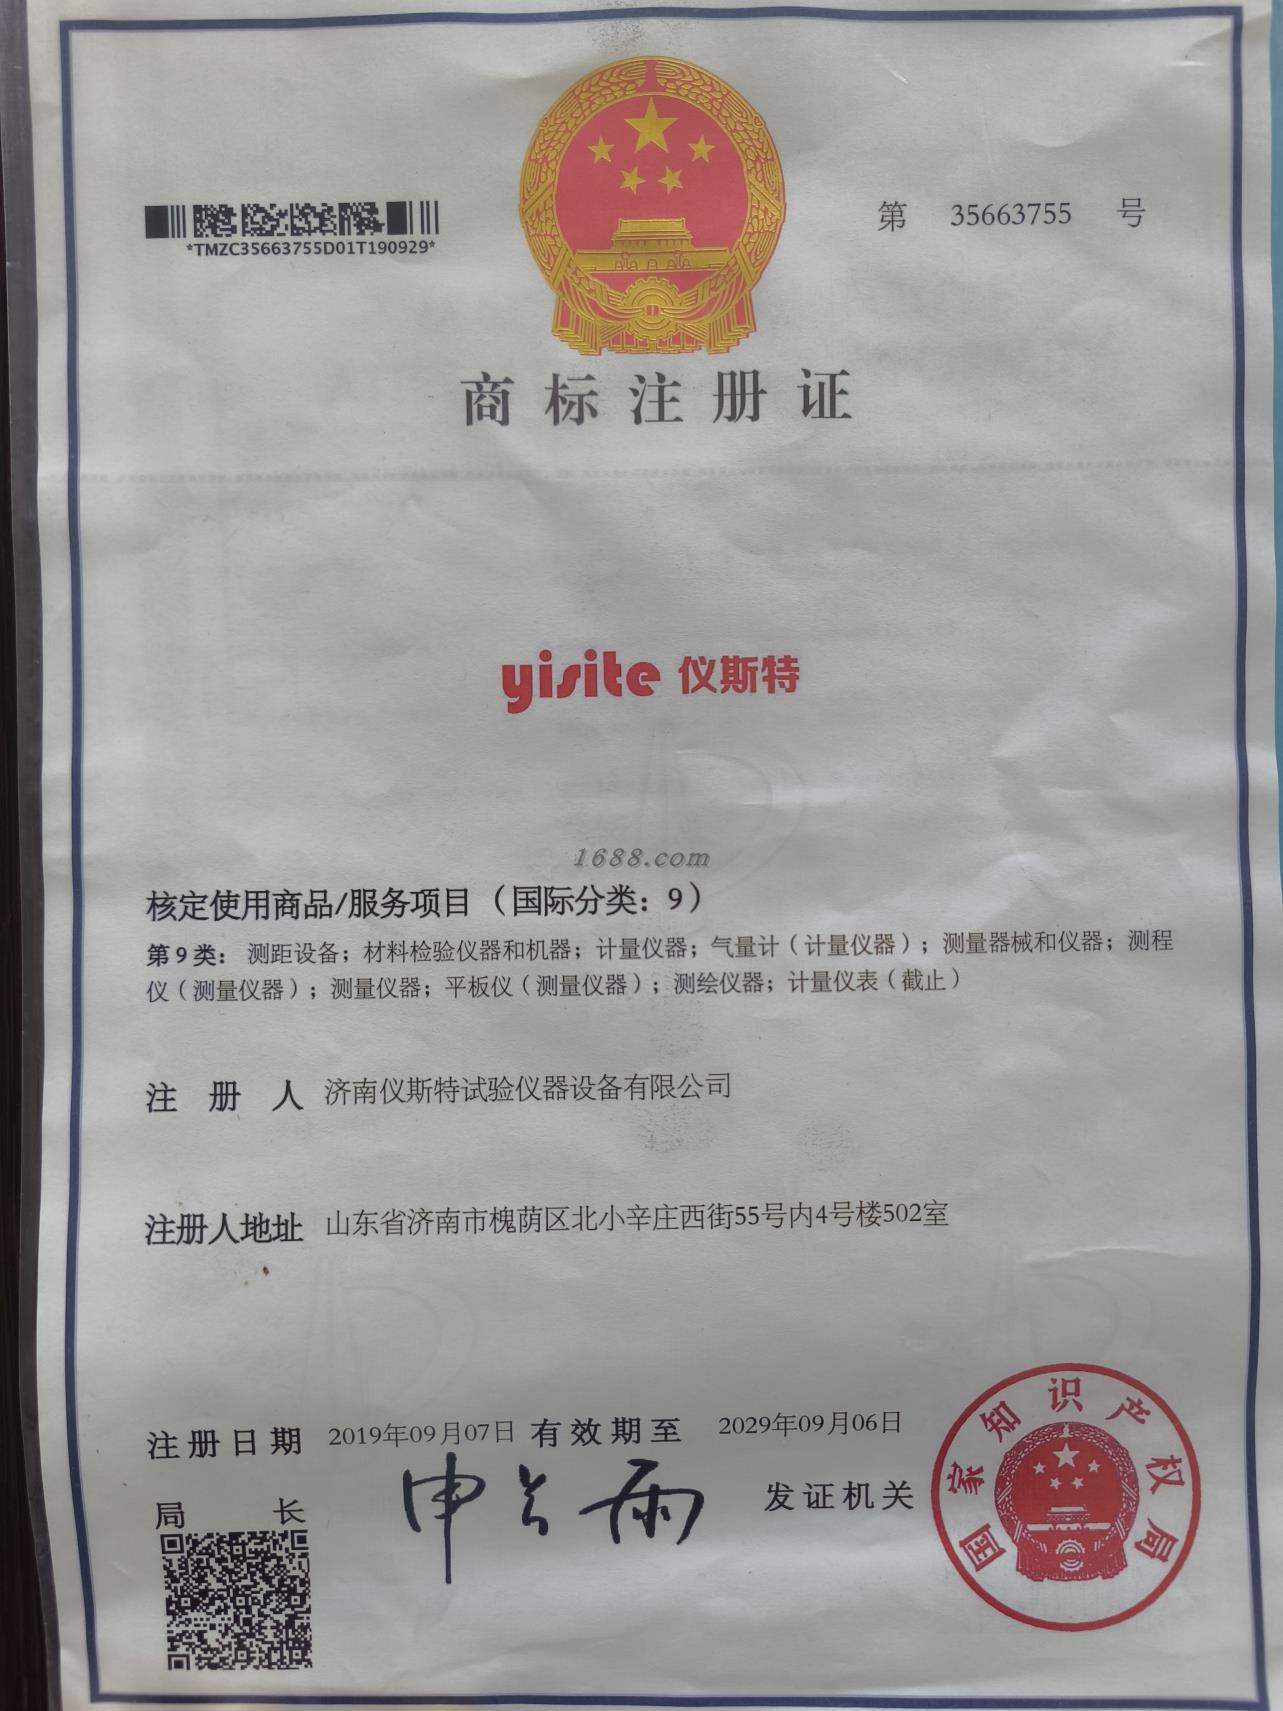 *TMZC35663755D01T190929*
第 35663755 号
商标注册证
yisite 仪斯特
1688.com
核定使用商品/服务项目（国际分类：9）
第9类：测距设备；材料检验仪器和机器；计量仪器；气量计（计量仪器）；测量器械和仪器；测程
仪（测量仪器）；测量仪器；平板仪（测量仪器）；测绘仪器；计量仪表（截止）
注册人 济南仪斯特试验仪器设备有限公司
注册人地址 山东省济南市槐荫区北小辛庄西街55号内4号楼502室
注册日期 2019年09月07日 有效期至 2029年09月06日
局长 申长雨 发证机关
国家知识产权局